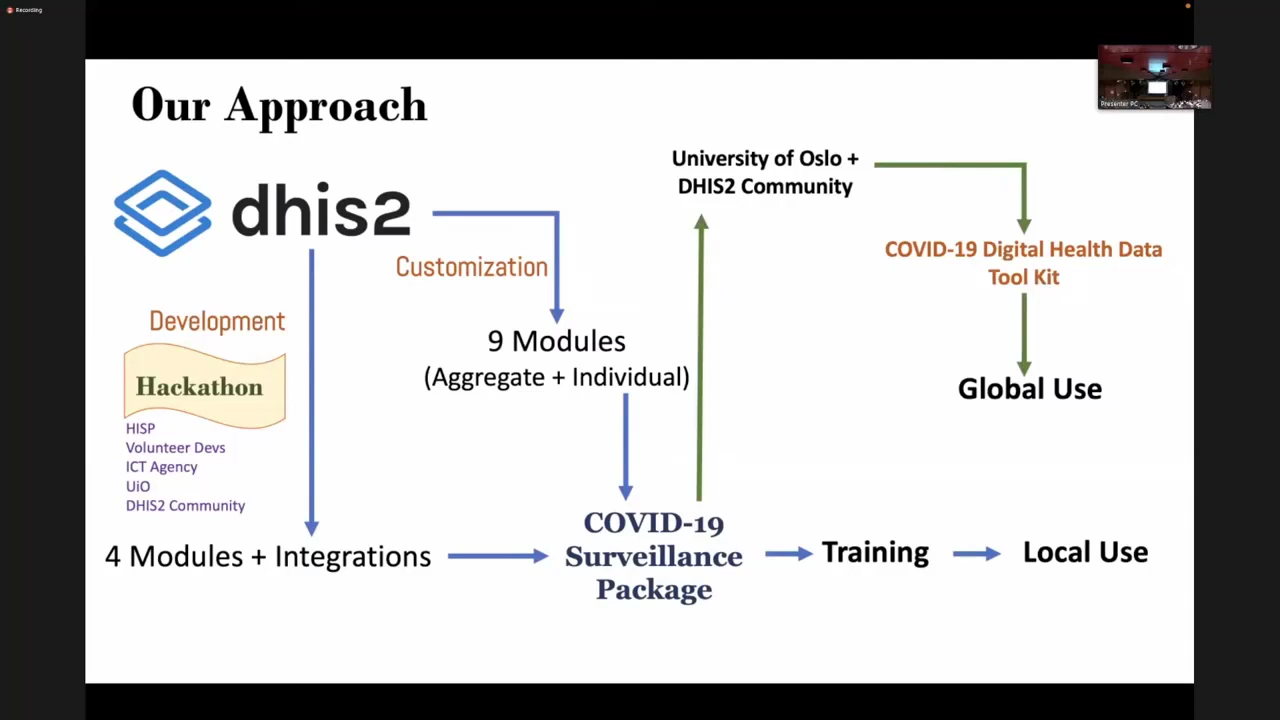 Recording
Presenter PC
Our Approach
dhis2
University of Oslo +
DHIS2 Community
Customization
COVID-19 Digital Health Data
Tool Kit
Development
9 Modules
(Aggregate + Individual)
Hackathon
Global Use
HISP
Volunteer Devs
ICT Agency
UiO
DHIS2 Community
4 Modules + Integrations
COVID-19
Surveillance
Package
Training
Local Use